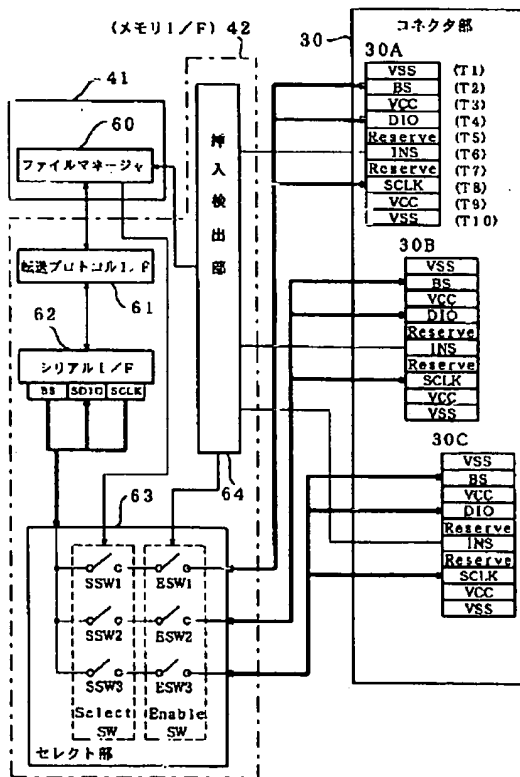 (メモリI/F) 42
30
コネクタ部
41
60
ファイルマネージャ
転送プロトコルI/F
61
62
シリアルI/F
BS SDIO SCLK
挿入検出部
64
63
SSW1 ESW1
SSW2 ESW2
SSW3 ESW3
Select SW
Enable SW
セレクト部
30A
VSS (T1)
BS (T2)
VCC (T3)
DIO (T4)
Reserve (T5)
INS (T6)
Reserve (T7)
SCLK (T8)
VCC (T9)
VSS (T10)
30B
VSS
BS
VCC
DIO
Reserve
INS
Reserve
SCLK
VCC
VSS
30C
VSS
BS
VCC
DIO
Reserve
INS
Reserve
SCLK
VCC
VSS